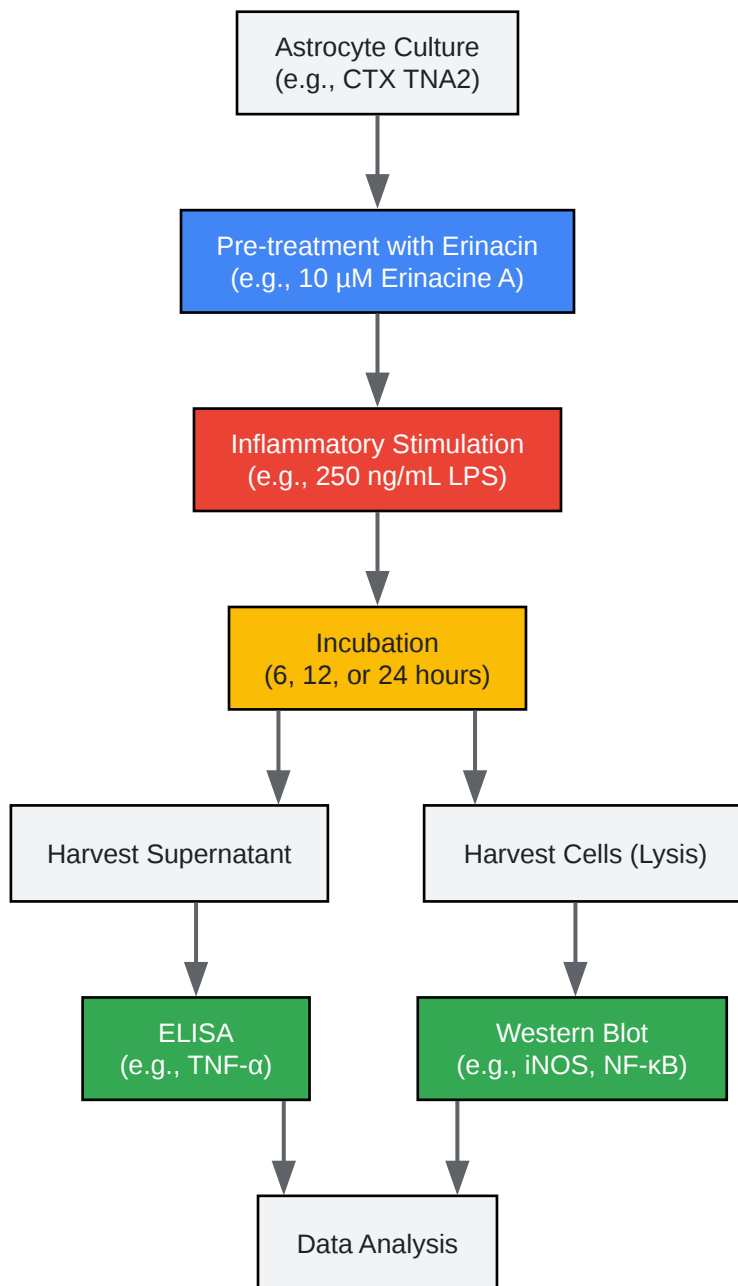 Astrocyte Culture
(e.g., CTX TNA2)
Pre-treatment with Erinacin
(e.g., 10 µM Erinacine A)
Inflammatory Stimulation
(e.g., 250 ng/mL LPS)
Incubation
(6, 12, or 24 hours)
Harvest Supernatant
Harvest Cells (Lysis)
ELISA
(e.g., TNF-α)
Western Blot
(e.g., iNOS, NF-κB)
Data Analysis